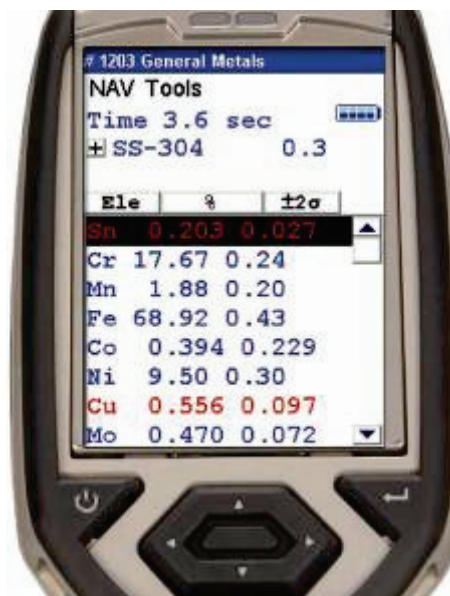 # 1203 General Metals
NAV Tools
Time 3.6 sec
+ SS-304 0.3
Ele % ±2σ
Sn 0.203 0.027
Cr 17.67 0.24
Mn 1.88 0.20
Fe 68.92 0.43
Co 0.394 0.229
Ni 9.50 0.30
Cu 0.556 0.097
Mo 0.470 0.072